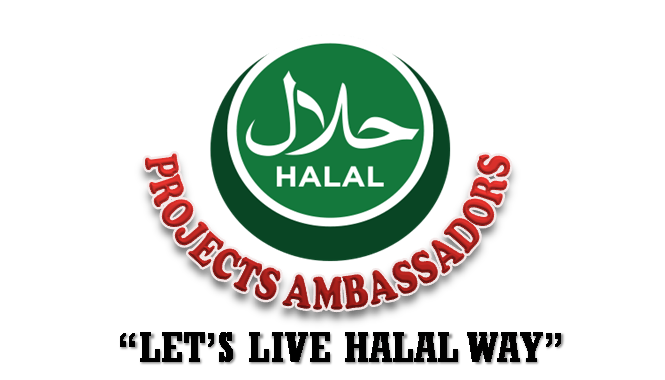 حلال
HALAL
PROJECTS AMBASSADORS
“LET’S LIVE HALAL WAY”